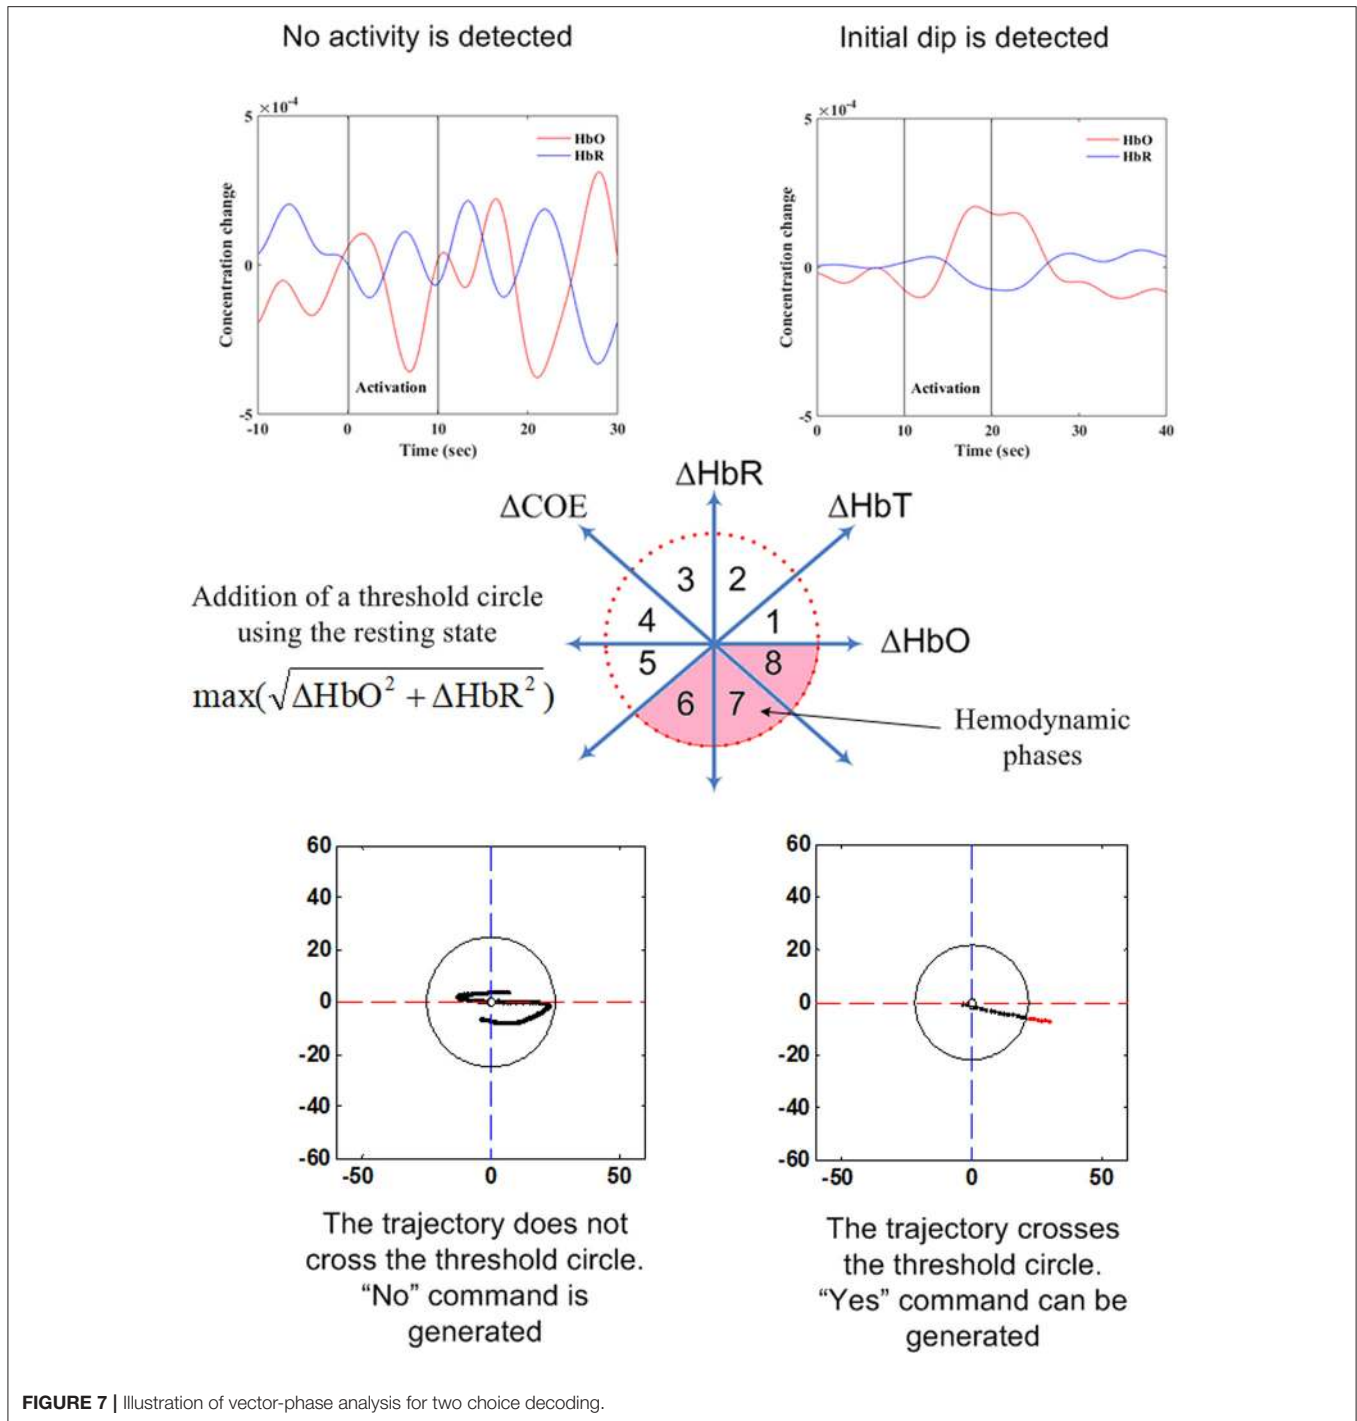 No activity is detected
Initial dip is detected
×10-4
5
0
-5
-10
0
10
20
30
Concentration change
Time (sec)
HbO
HbR
Activation
×10-4
5
0
-5
0
10
20
30
40
Concentration change
Time (sec)
HbO
HbR
Activation
ΔHbR
ΔCOE
ΔHbT
ΔHbO
3 2
4 1
5 8
6 7
Addition of a threshold circle
using the resting state
max(√ΔHbO² + ΔHbR²)
Hemodynamic
phases
60
40
20
0
-20
-40
-60
-50
0
50
60
40
20
0
-20
-40
-60
-50
0
50
The trajectory does not
cross the threshold circle.
“No” command is
generated
The trajectory crosses
the threshold circle.
“Yes” command can be
generated
FIGURE 7 | Illustration of vector-phase analysis for two choice decoding.